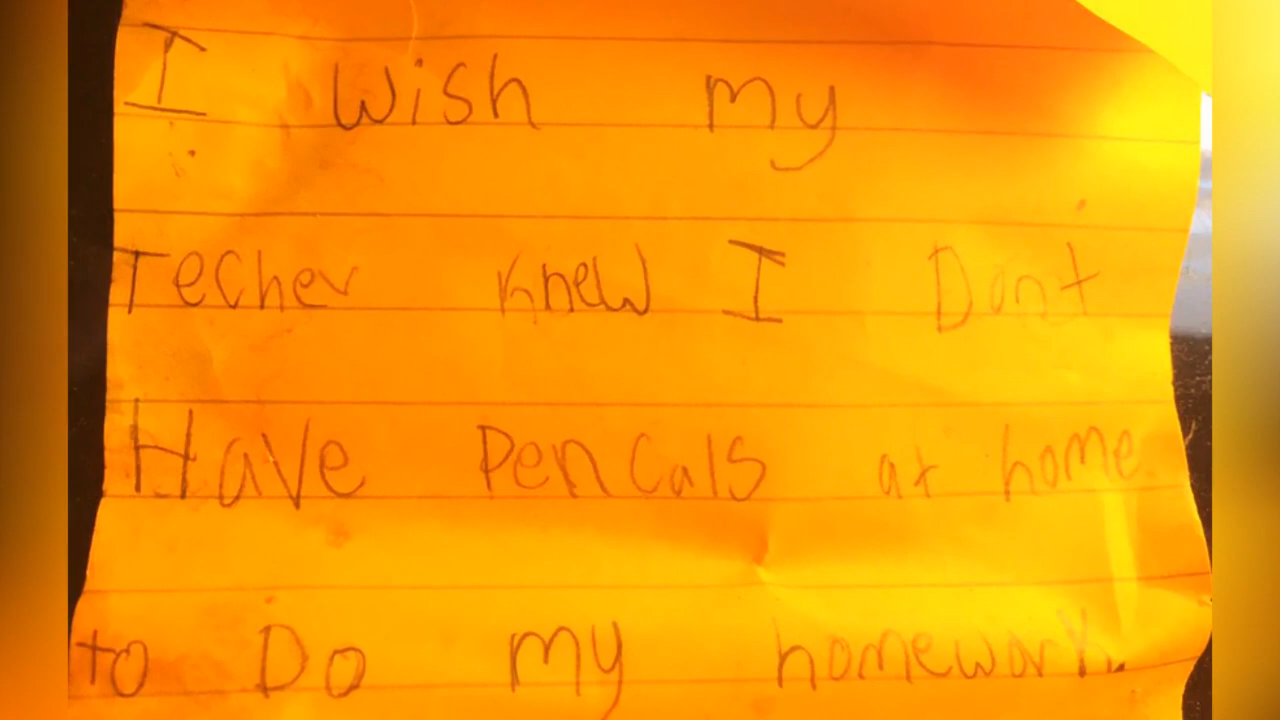 I wish my
Techer knew I Dont
Have Pencals at home.
to Do my homework.